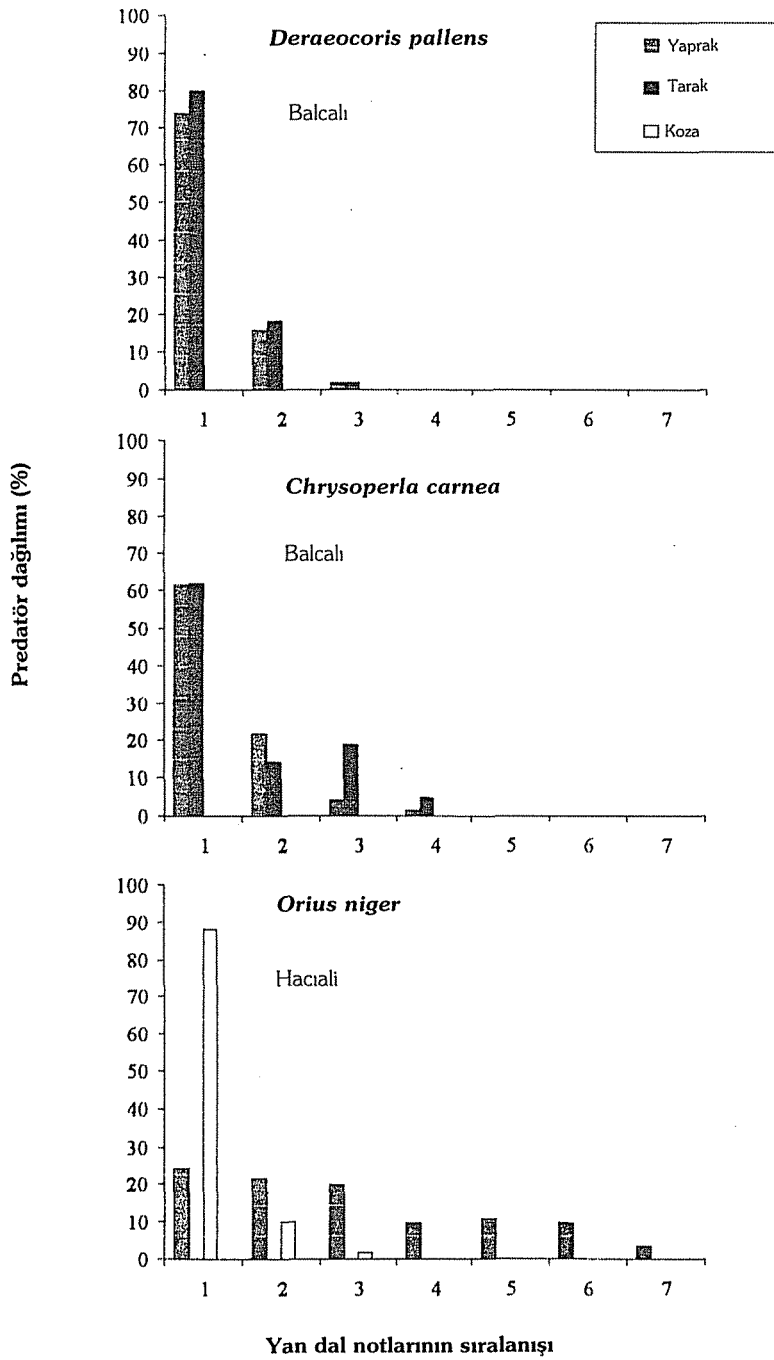 Deraeocoris pallens
Balcalı
Yaprak
Tarak
Koza
100
90
80
70
60
50
40
30
20
10
0
1 2 3 4 5 6 7
Predatör dağılımı (%)
Chrysoperla carnea
Balcalı
100
90
80
70
60
50
40
30
20
10
0
1 2 3 4 5 6 7
Orius niger
Hacıali
100
90
80
70
60
50
40
30
20
10
0
1 2 3 4 5 6 7
Yan dal notlarının sıralanışı